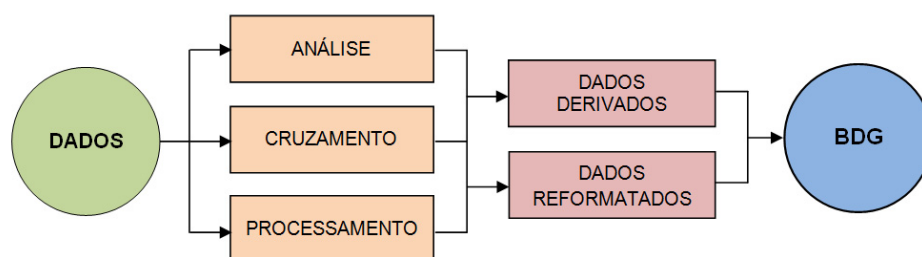 DADOS
ANÁLISE
CRUZAMENTO
PROCESSAMENTO
DADOS
DERIVADOS
DADOS
REFORMATADOS
BDG